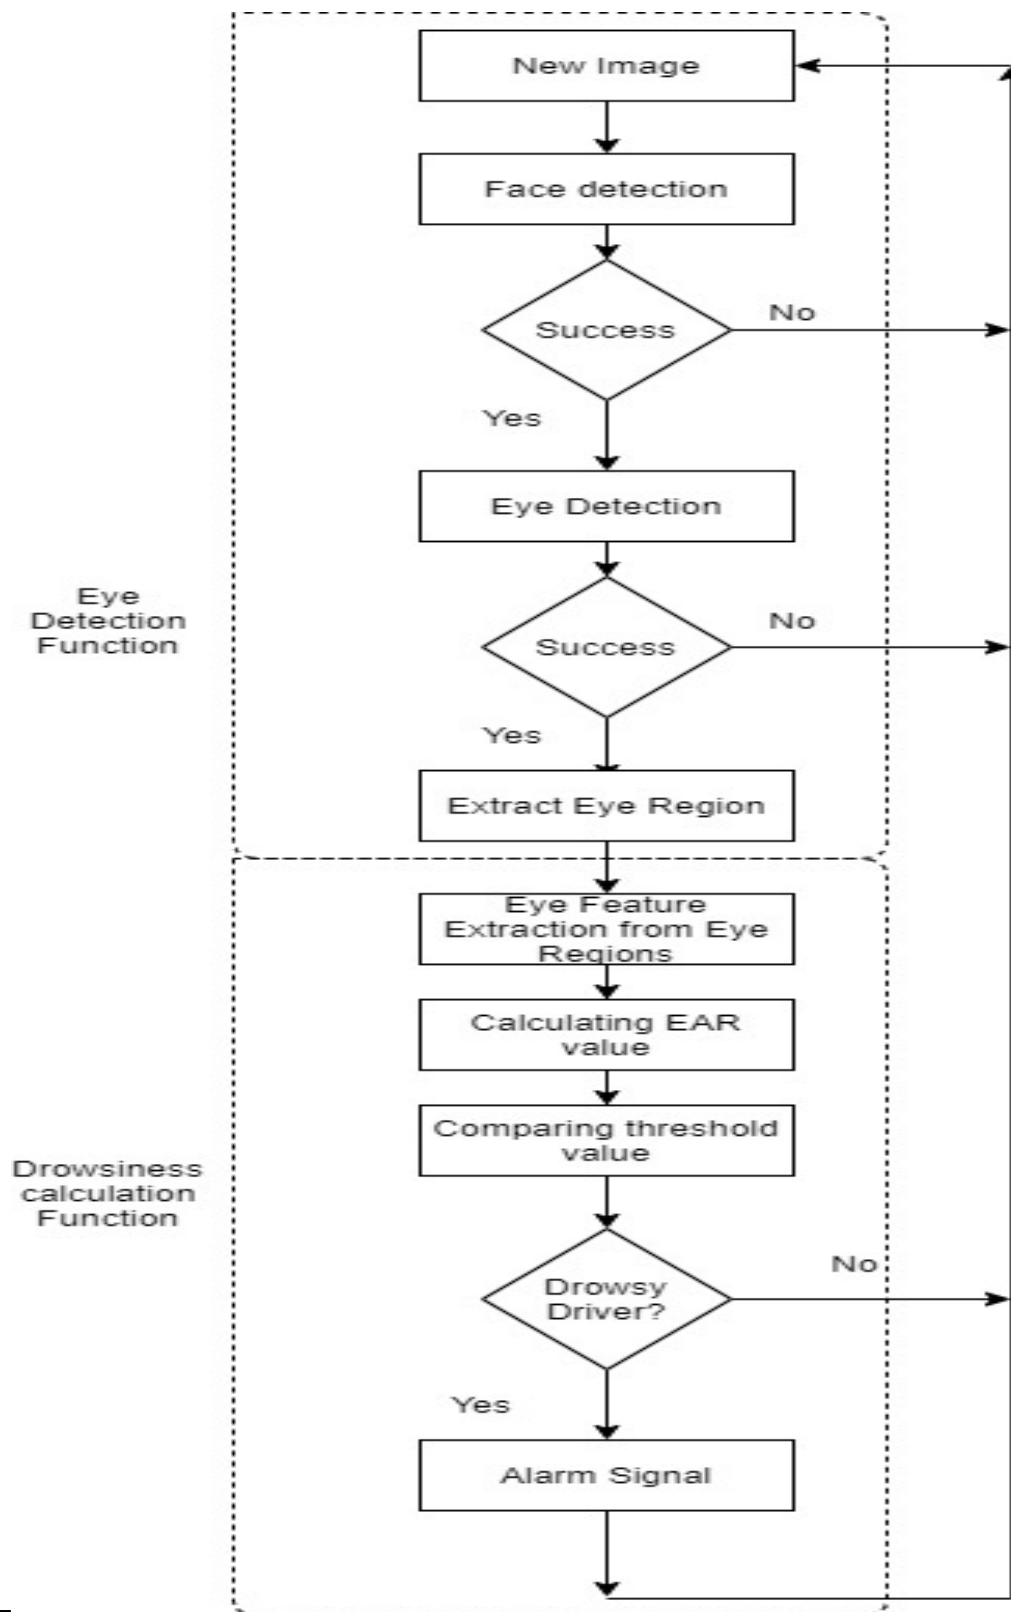 New Image
Face detection
Success
No
Yes
Eye Detection
Eye
Detection
Function
Success
No
Yes
Extract Eye Region
Eye Feature
Extraction from Eye
Regions
Calculating EAR
value
Comparing threshold
value
Drowsiness
calculation
Function
Drowsy
Driver?
No
Yes
Alarm Signal